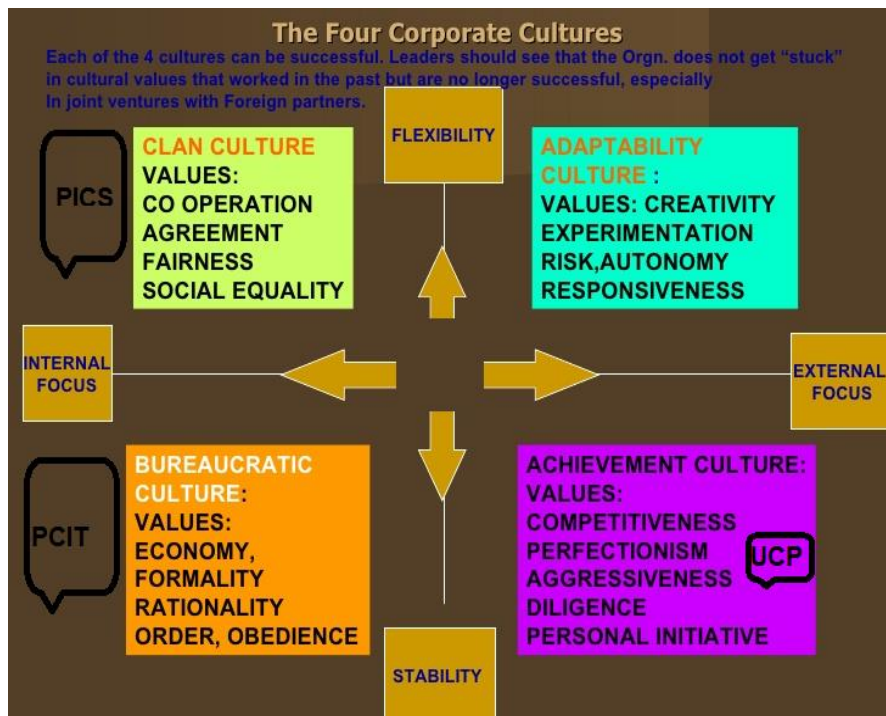 The Four Corporate Cultures
Each of the 4 cultures can be successful. Leaders should see that the Orgn. does not get “stuck”
in cultural values that worked in the past but are no longer successful, especially
In joint ventures with Foreign partners.
FLEXIBILITY
PICS
CLAN CULTURE
VALUES:
CO OPERATION
AGREEMENT
FAIRNESS
SOCIAL EQUALITY
ADAPTABILITY
CULTURE :
VALUES: CREATIVITY
EXPERIMENTATION
RISK,AUTONOMY
RESPONSIVENESS
INTERNAL
FOCUS
EXTERNAL
FOCUS
PCIT
BUREAUCRATIC
CULTURE:
VALUES:
ECONOMY,
FORMALITY
RATIONALITY
ORDER, OBEDIENCE
ACHIEVEMENT CULTURE:
VALUES:
COMPETITIVENESS
PERFECTIONISM
AGGRESSIVENESS
DILIGENCE
PERSONAL INITIATIVE
UCP
STABILITY